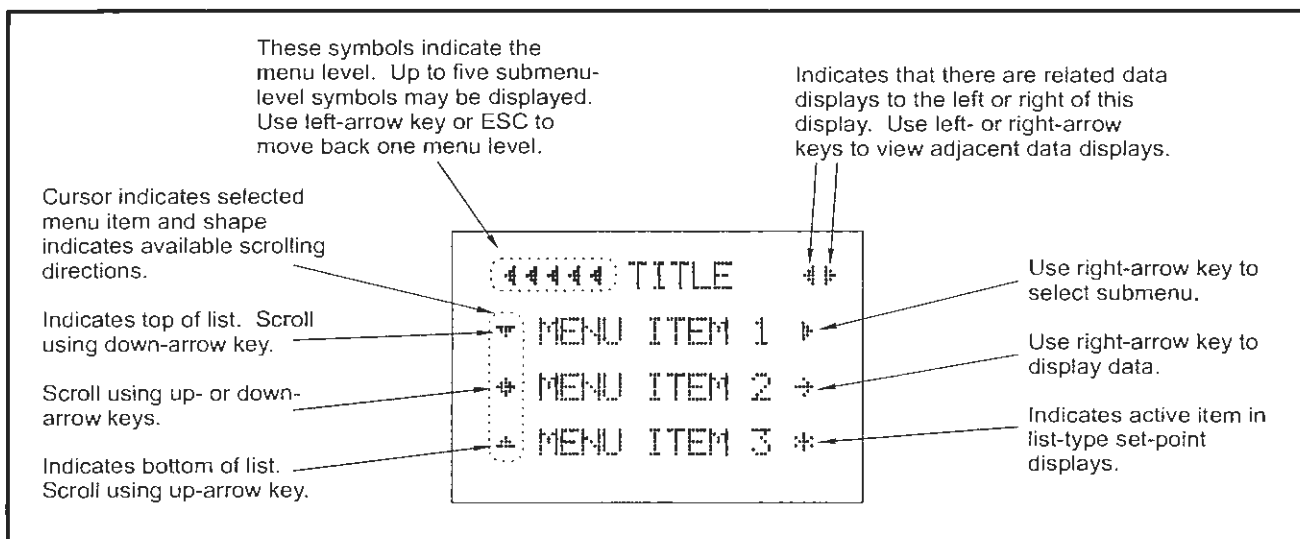 These symbols indicate the
menu level. Up to five submenu-
level symbols may be displayed.
Use left-arrow key or ESC to
move back one menu level.
Indicates that there are related data
displays to the left or right of this
display. Use left- or right-arrow
keys to view adjacent data displays.
Cursor indicates selected
menu item and shape
indicates available scrolling
directions.
Indicates top of list. Scroll
using down-arrow key.
Scroll using up- or down-
arrow keys.
Indicates bottom of list.
Scroll using up-arrow key.
TITLE
MENU ITEM 1
MENU ITEM 2
MENU ITEM 3
Use right-arrow key to
select submenu.
Use right-arrow key to
display data.
Indicates active item in
list-type set-point
displays.